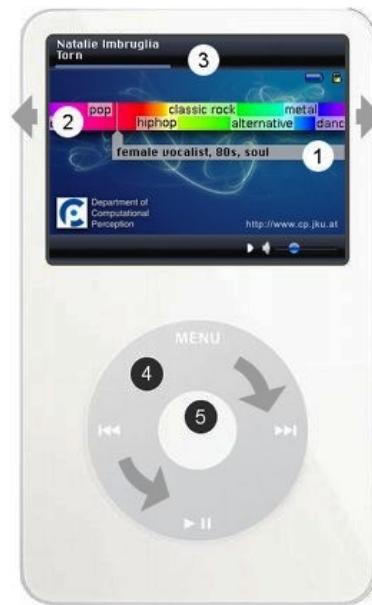 Natalie Imbruglia
Torn
3
pop classic rock metal
2
hiphop alternative danc
female vocalist, 80s, soul
1
Department of
Computational
Perception
http://www.cp.jku.at
MENU
4
5